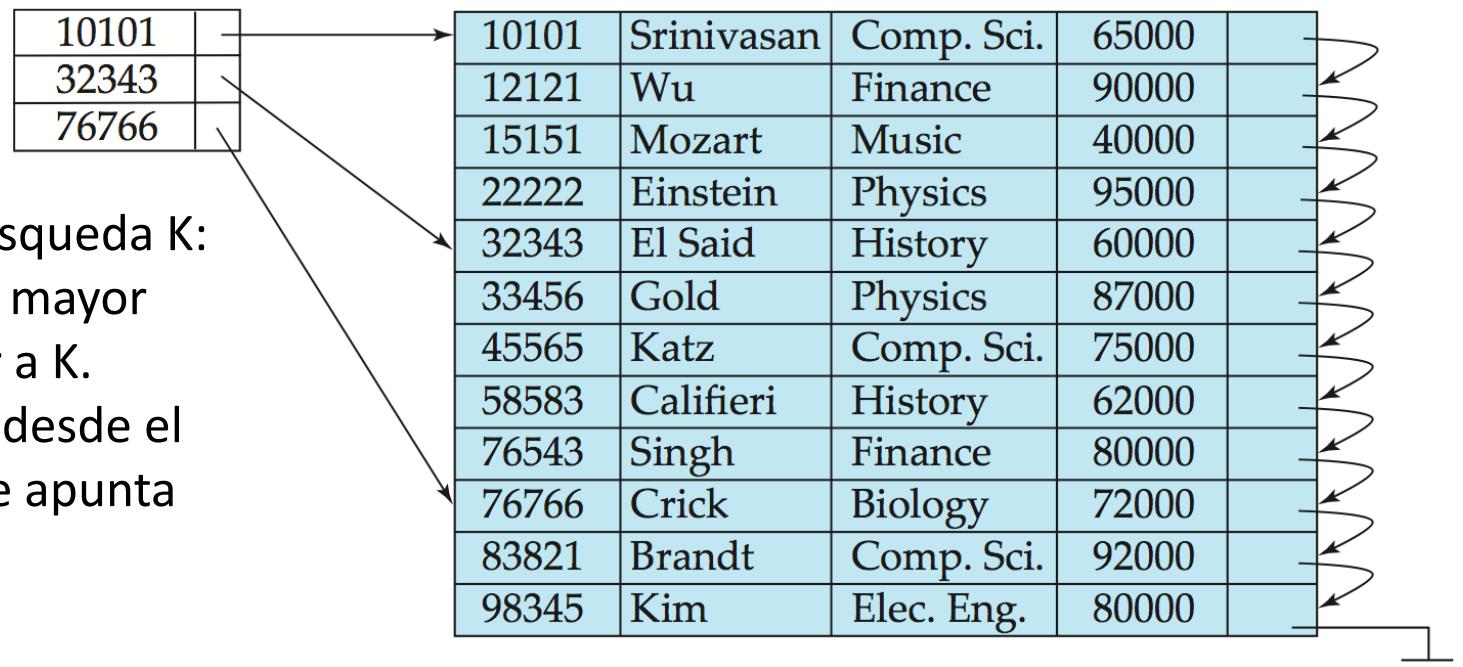 10101
32343
76766
squeda K:
mayor
a K.
desde el
e apunta
10101 Srinivasan Comp. Sci. 65000
12121 Wu Finance 90000
15151 Mozart Music 40000
22222 Einstein Physics 95000
32343 El Said History 60000
33456 Gold Physics 87000
45565 Katz Comp. Sci. 75000
58583 Califieri History 62000
76543 Singh Finance 80000
76766 Crick Biology 72000
83821 Brandt Comp. Sci. 92000
98345 Kim Elec. Eng. 80000